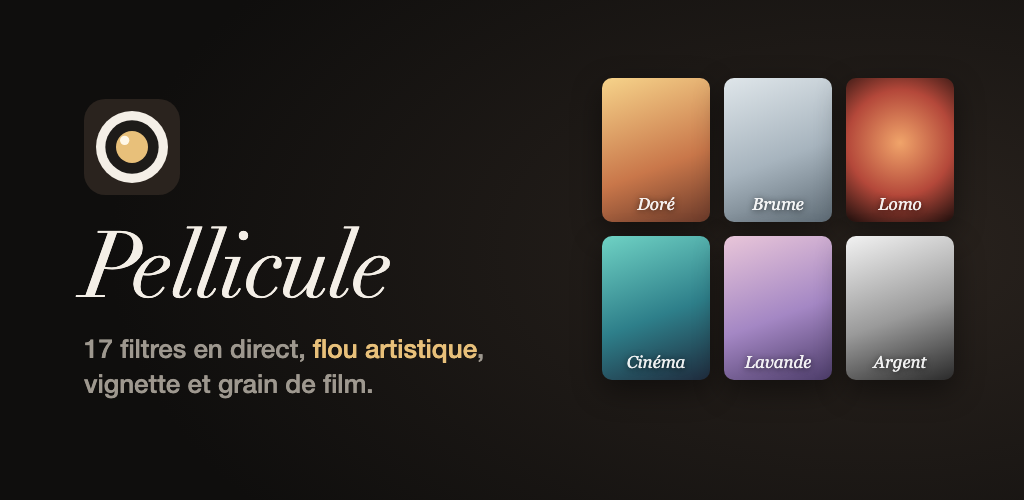 Pellicule
17 filtres en direct, flou artistique,
vignette et grain de film.
Doré
Brume
Lomo
Cinéma
Lavande
Argent